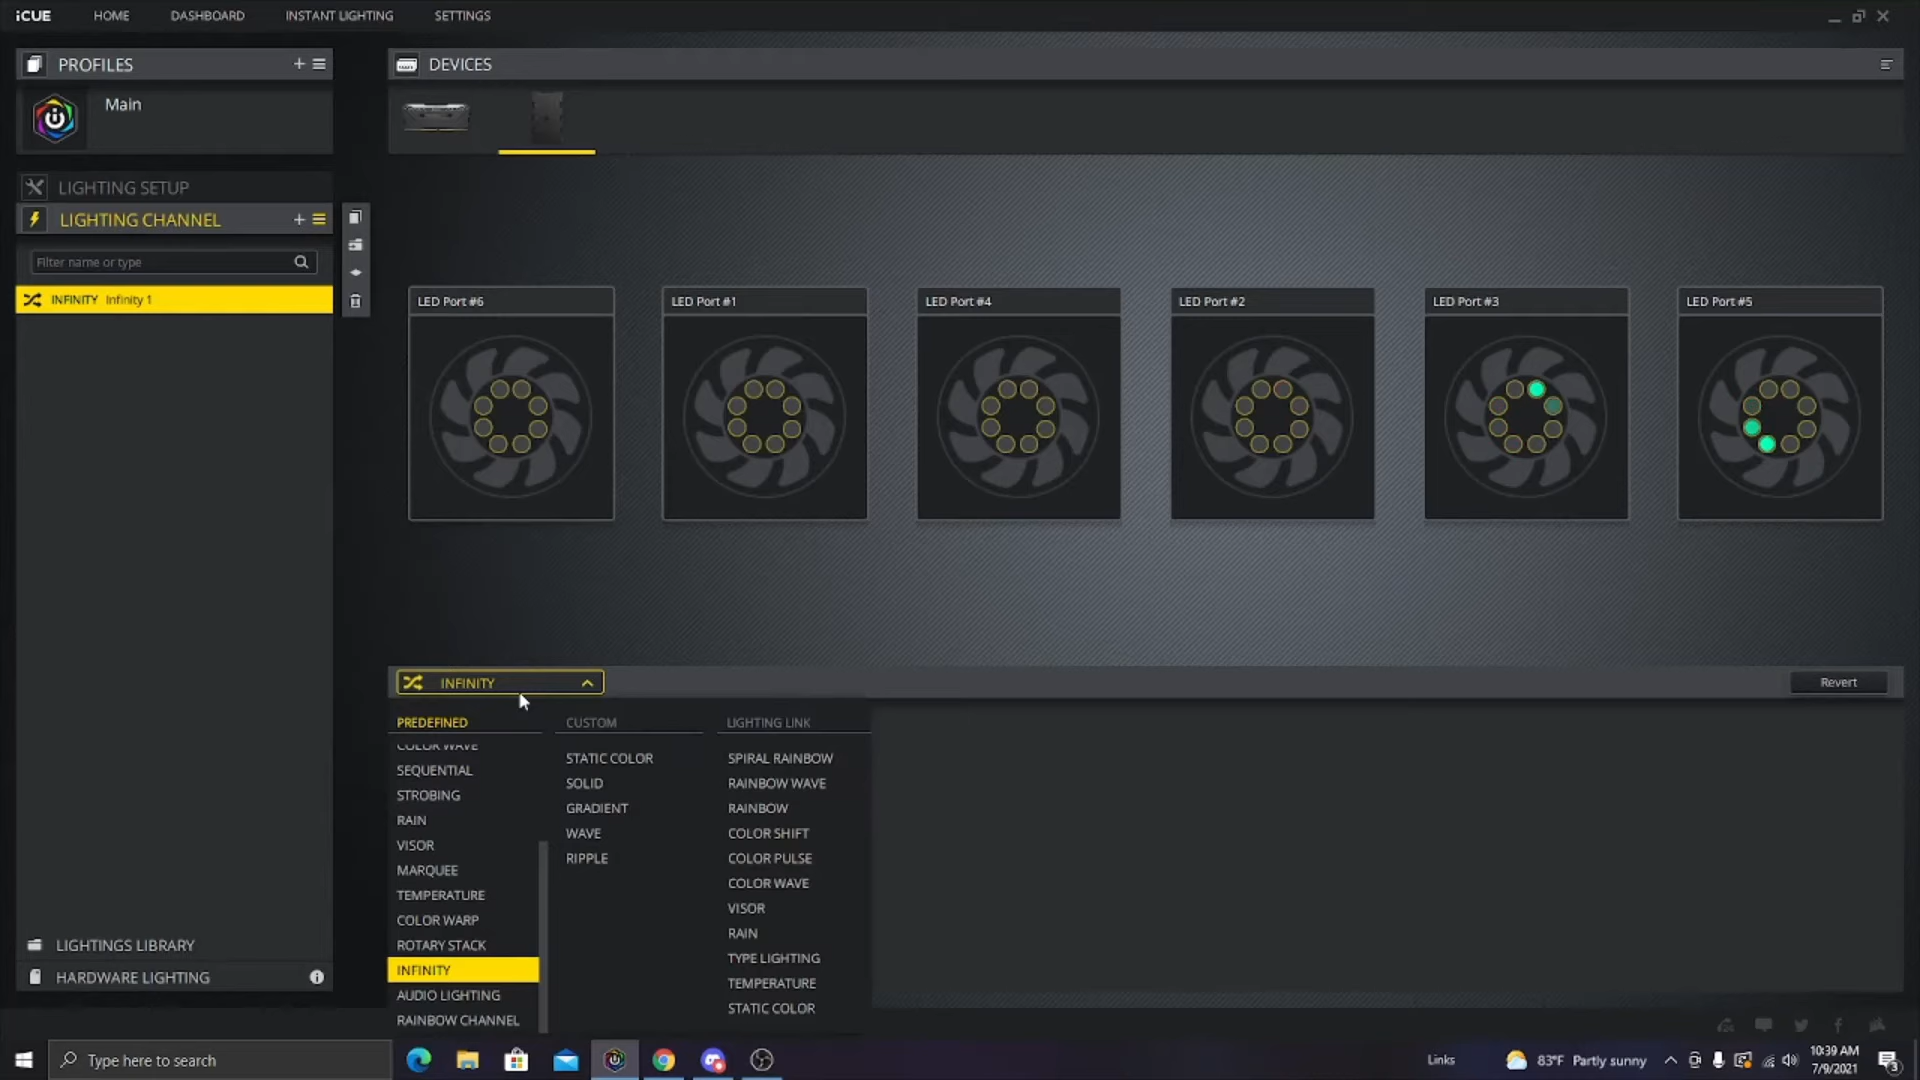 iCUE HOME DASHBOARD INSTANT LIGHTING SETTINGS
PROFILES
DEVICES
Main
LIGHTING SETUP
LIGHTING CHANNEL
Filter name or type
INFINITY Infinity 1
LED Port #6
LED Port #1
LED Port #4
LED Port #2
LED Port #3
LED Port #5
INFINITY
Revert
PREDEFINED
COLOR WAVE
SEQUENTIAL
STROBING
RAIN
VISOR
MARQUEE
TEMPERATURE
COLOR WARP
ROTARY STACK
INFINITY
AUDIO LIGHTING
RAINBOW CHANNEL
CUSTOM
STATIC COLOR
SOLID
GRADIENT
WAVE
RIPPLE
LIGHTING LINK
SPIRAL RAINBOW
RAINBOW WAVE
RAINBOW
COLOR SHIFT
COLOR PULSE
COLOR WAVE
VISOR
RAIN
TYPE LIGHTING
TEMPERATURE
STATIC COLOR
LIGHTINGS LIBRARY
HARDWARE LIGHTING
Type here to search
Links
83°F Partly sunny
10:39 AM
7/9/2021
3